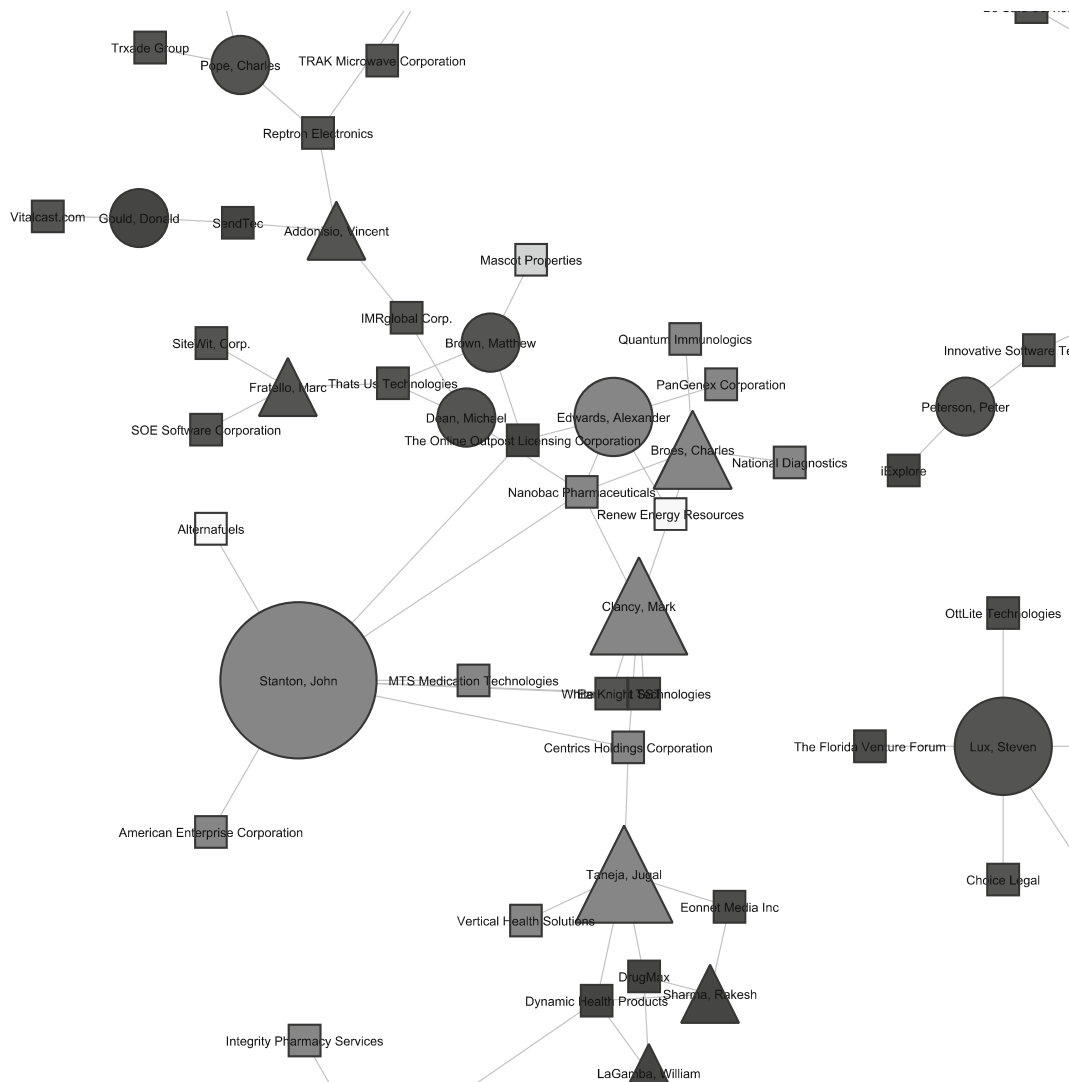 Trxade Group
Pope, Charles
TRAK Microwave Corporation
Reptron Electronics
Vitalcast.com
Gould, Donald
SendTec
Addonisio, Vincent
Mascot Properties
IMRglobal Corp.
SiteWit, Corp.
Brown, Matthew
Quantum Immunologics
Innovative Software Te
Fratello, Marc
Thats Us Technologies
PanGenex Corporation
Peterson, Peter
SOE Software Corporation
Dean, Michael
Edwards, Alexander
The Online Outpost Licensing Corporation
Broes, Charles
National Diagnostics
iExplore
Nanobac Pharmaceuticals
Renew Energy Resources
Alternafuels
Clancy, Mark
OttLite Technologies
Stanton, John
MTS Medication Technologies
Technologies
Centrics Holdings Corporation
The Florida Venture Forum
Lux, Steven
American Enterprise Corporation
Taneja, Jugal
Choice Legal
Vertical Health Solutions
Eonnet Media Inc
DrugMax
Dynamic Health Products
Sharma, Rakesh
Integrity Pharmacy Services
LaGamba, William